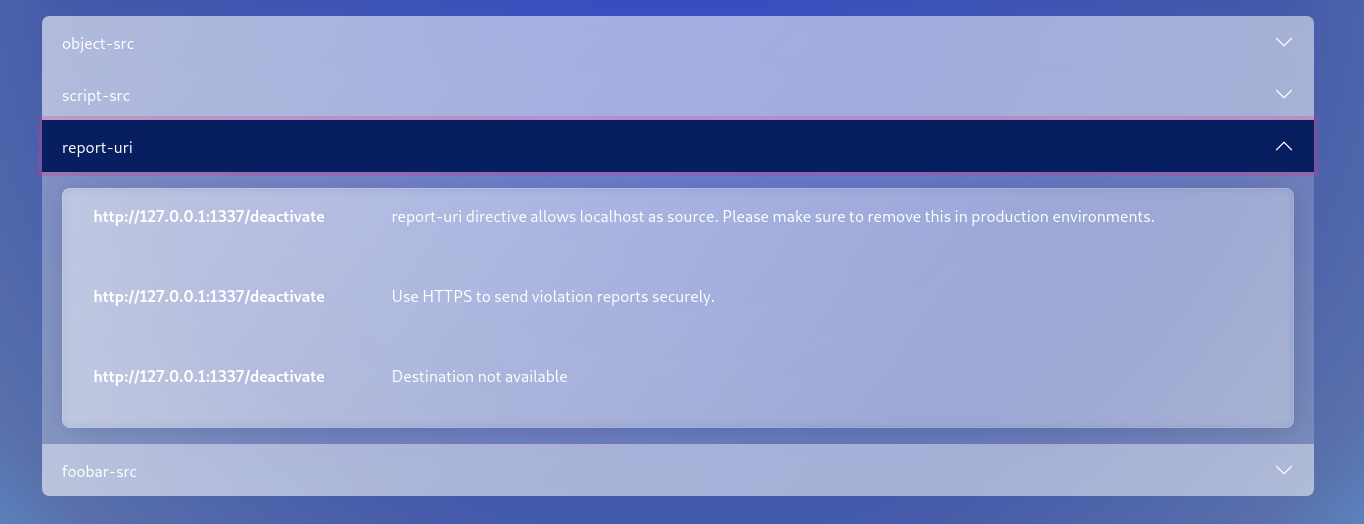 object-src
script-src
report-uri
http://127.0.0.1:1337/deactivate report-uri directive allows localhost as source. Please make sure to remove this in production environments.
http://127.0.0.1:1337/deactivate Use HTTPS to send violation reports securely.
http://127.0.0.1:1337/deactivate Destination not available
foobar-src